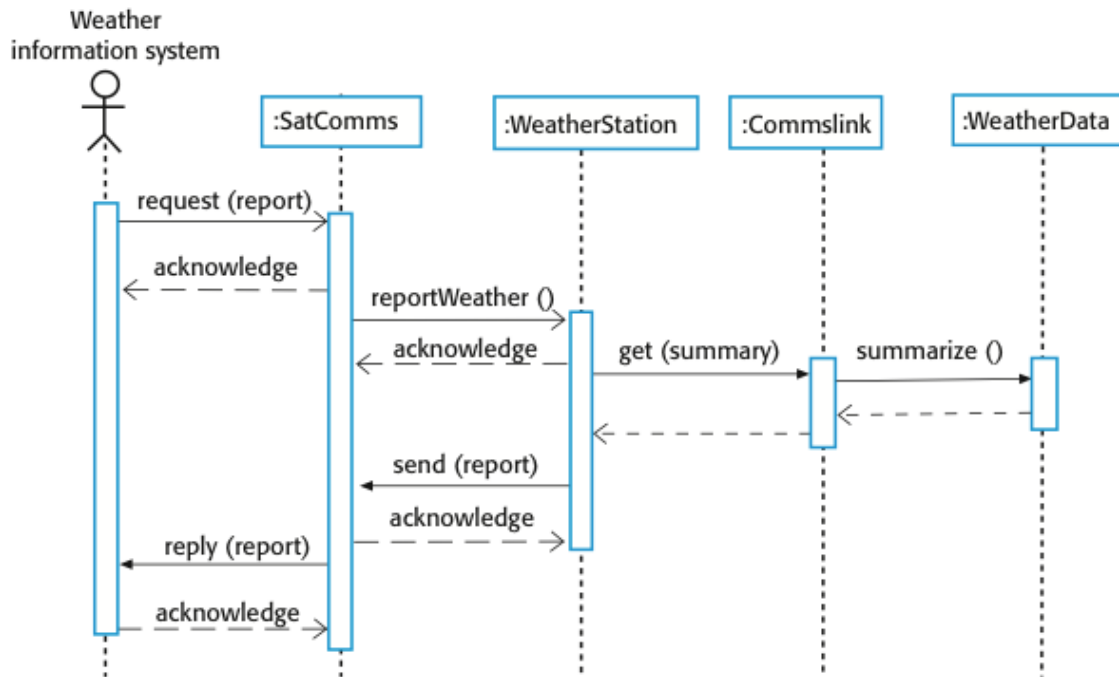 Weather
information system
:SatComms
:WeatherStation
:Commslink
:WeatherData
request (report)
acknowledge
reportWeather ()
acknowledge
get (summary)
summarize ()
send (report)
acknowledge
reply (report)
acknowledge